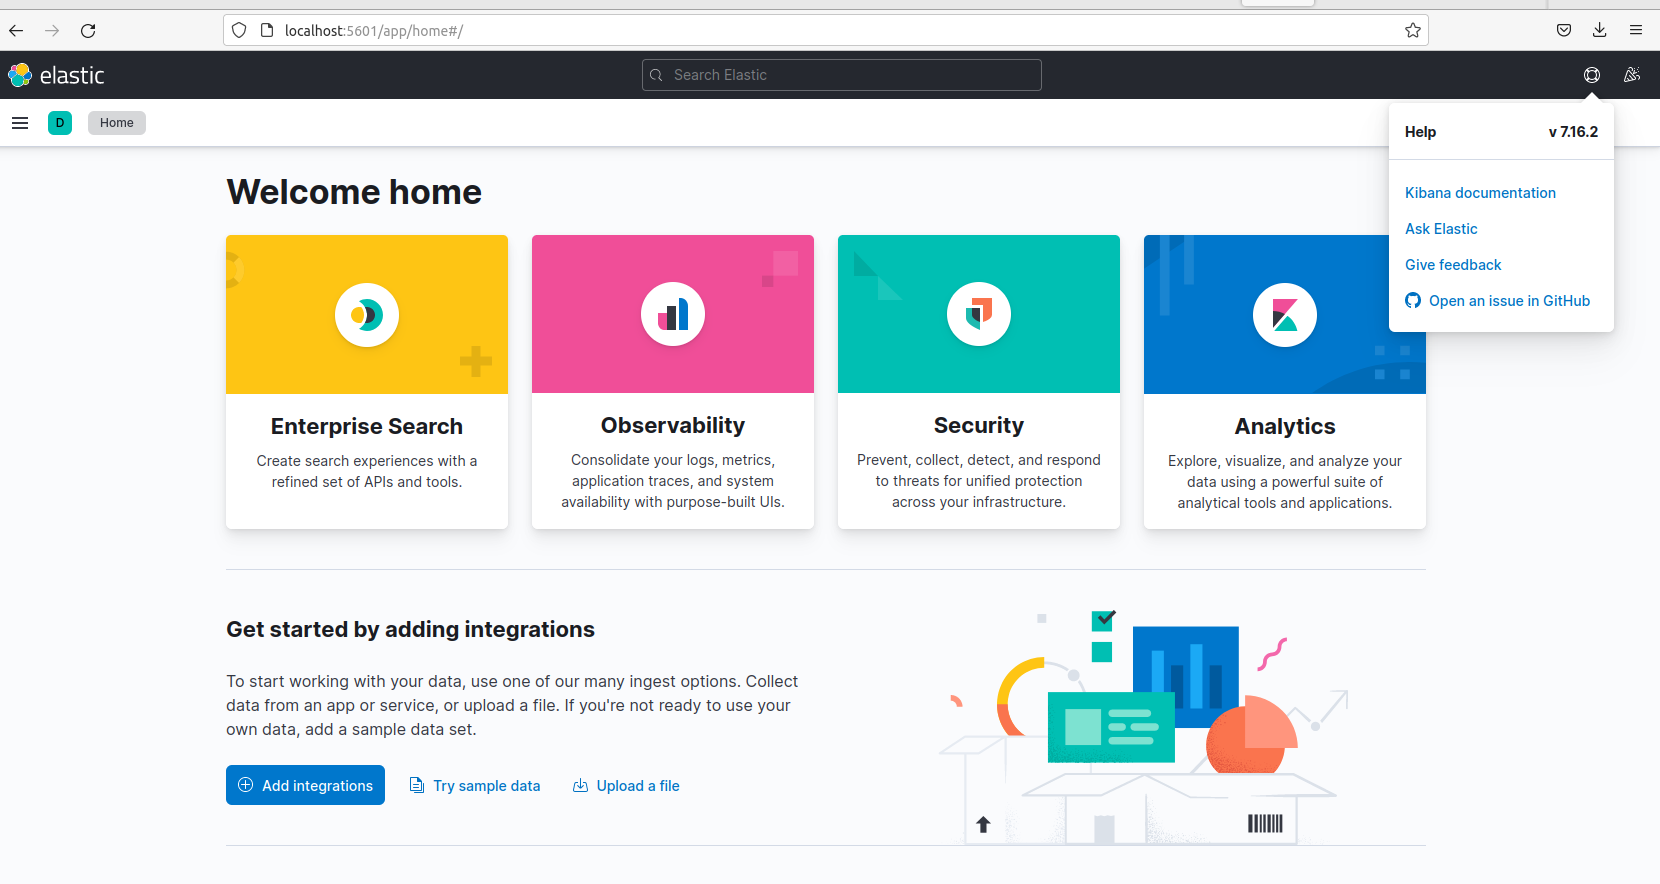 localhost:5601/app/home#/
elastic
Search Elastic
D
Home
Help
v 7.16.2
Kibana documentation
Ask Elastic
Give feedback
Open an issue in GitHub
Welcome home
Enterprise Search
Create search experiences with a
refined set of APIs and tools.
Observability
Consolidate your logs, metrics,
application traces, and system
availability with purpose-built UIs.
Security
Prevent, collect, detect, and respond
to threats for unified protection
across your infrastructure.
Analytics
Explore, visualize, and analyze your
data using a powerful suite of
analytical tools and applications.
Get started by adding integrations
To start working with your data, use one of our many ingest options. Collect
data from an app or service, or upload a file. If you're not ready to use your
own data, add a sample data set.
Add integrations
Try sample data
Upload a file